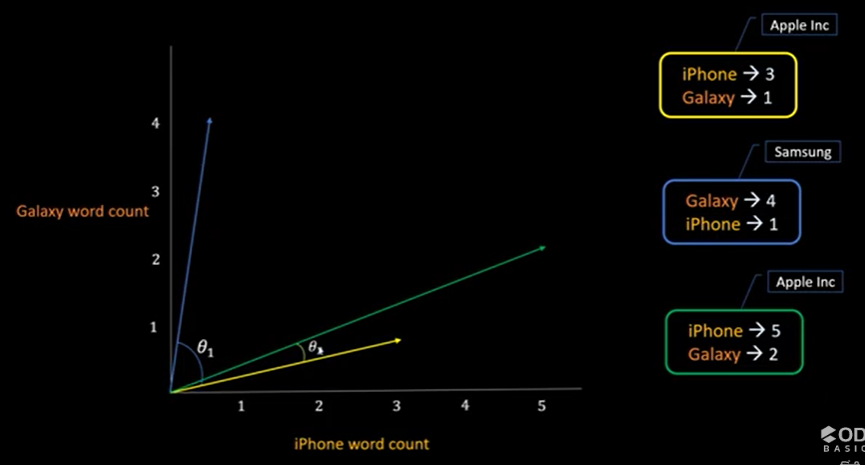 Apple Inc
iPhone → 3
Galaxy → 1
Samsung
Galaxy → 4
iPhone → 1
Apple Inc
iPhone → 5
Galaxy → 2
4
3
Galaxy word count
2
1
θ1
θ
1 2 3 4 5
iPhone word count
BASIC